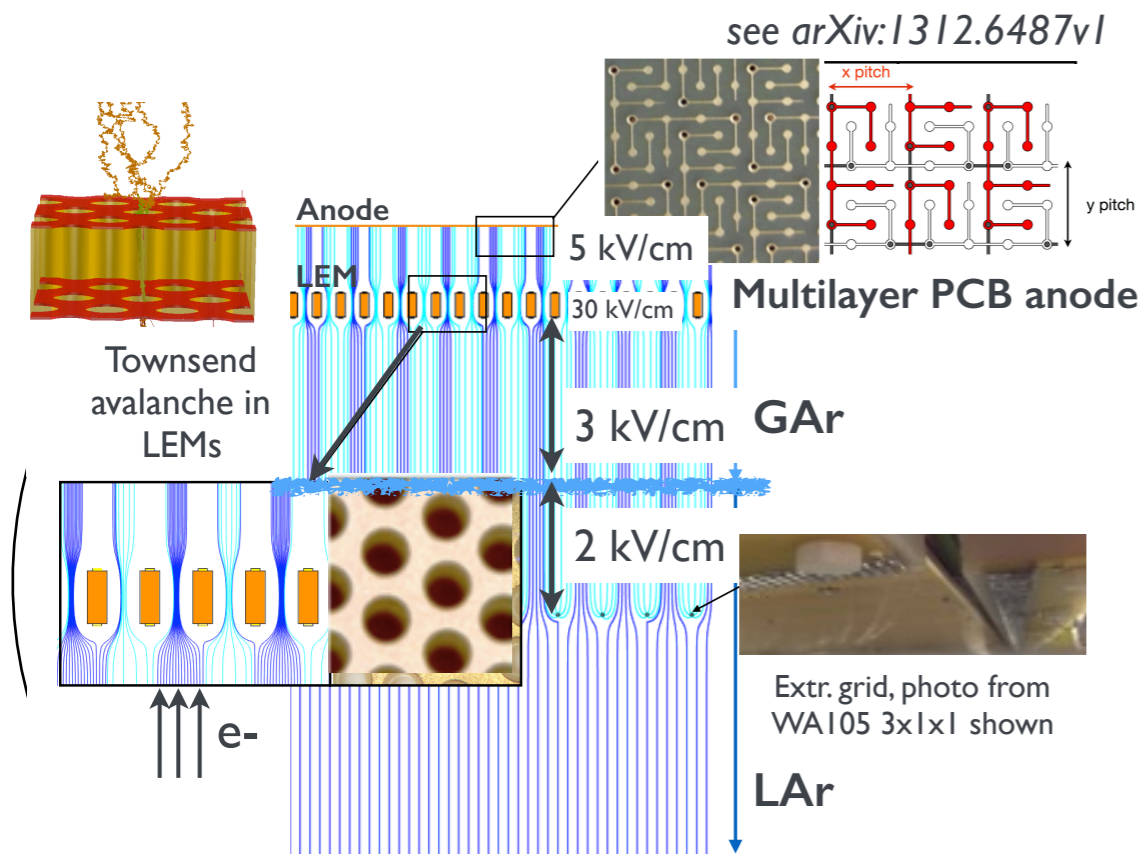 see arXiv:1312.6487v1
x pitch
y pitch
Anode
5 kV/cm
LEM
30 kV/cm
Multilayer PCB anode
Townsend
avalanche in
LEMs
3 kV/cm
GAr
2 kV/cm
e-
Extr. grid, photo from
WA105 3x1x1 shown
LAr